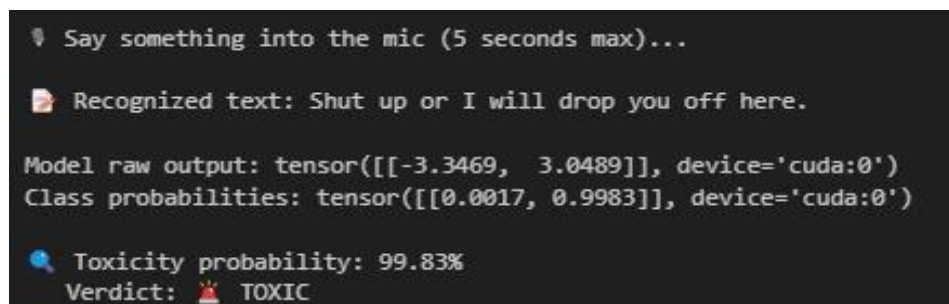 🎙 Say something into the mic (5 seconds max)...
📝 Recognized text: Shut up or I will drop you off here.
Model raw output: tensor([[-3.3469,  3.0489]], device='cuda:0')
Class probabilities: tensor([[0.0017, 0.9983]], device='cuda:0')
🔍 Toxicity probability: 99.83%
Verdict: 🚨 TOXIC